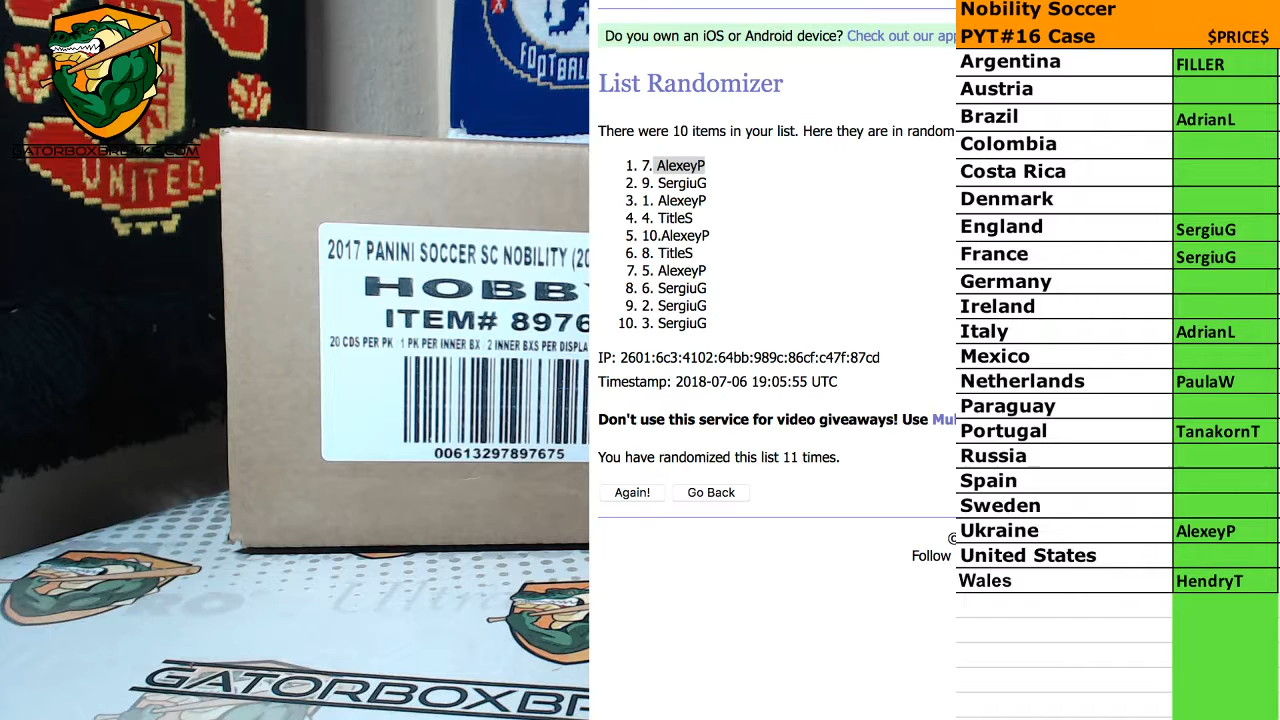 GATORBOXBREAKS.COM
UNITED
FOOTBALL
2017 PANINI SOCCER SC NOBILITY (20
HOBBY
ITEM# 8976
20 CDS PER PK 1 PK PER INNER BX 2 INNER BXS PER DISPLA
00613297897675
GATORBOXBRE
Do you own an iOS or Android device? Check out our app
List Randomizer
There were 10 items in your list. Here they are in random
1. 7. AlexeyP
2. 9. SergiuG
3. 1. AlexeyP
4. 4. TitleS
5. 10.AlexeyP
6. 8. TitleS
7. 5. AlexeyP
8. 6. SergiuG
9. 2. SergiuG
10. 3. SergiuG
IP: 2601:6c3:4102:64bb:989c:86cf:c47f:87cd
Timestamp: 2018-07-06 19:05:55 UTC
Don't use this service for video giveaways! Use Mul
You have randomized this list 11 times.
Again! Go Back
©
Follow
Nobility Soccer
PYT#16 Case $PRICE$
Argentina FILLER
Austria
Brazil AdrianL
Colombia
Costa Rica
Denmark
England SergiuG
France SergiuG
Germany
Ireland
Italy AdrianL
Mexico
Netherlands PaulaW
Paraguay
Portugal TanakornT
Russia
Spain
Sweden
Ukraine AlexeyP
United States
Wales HendryT